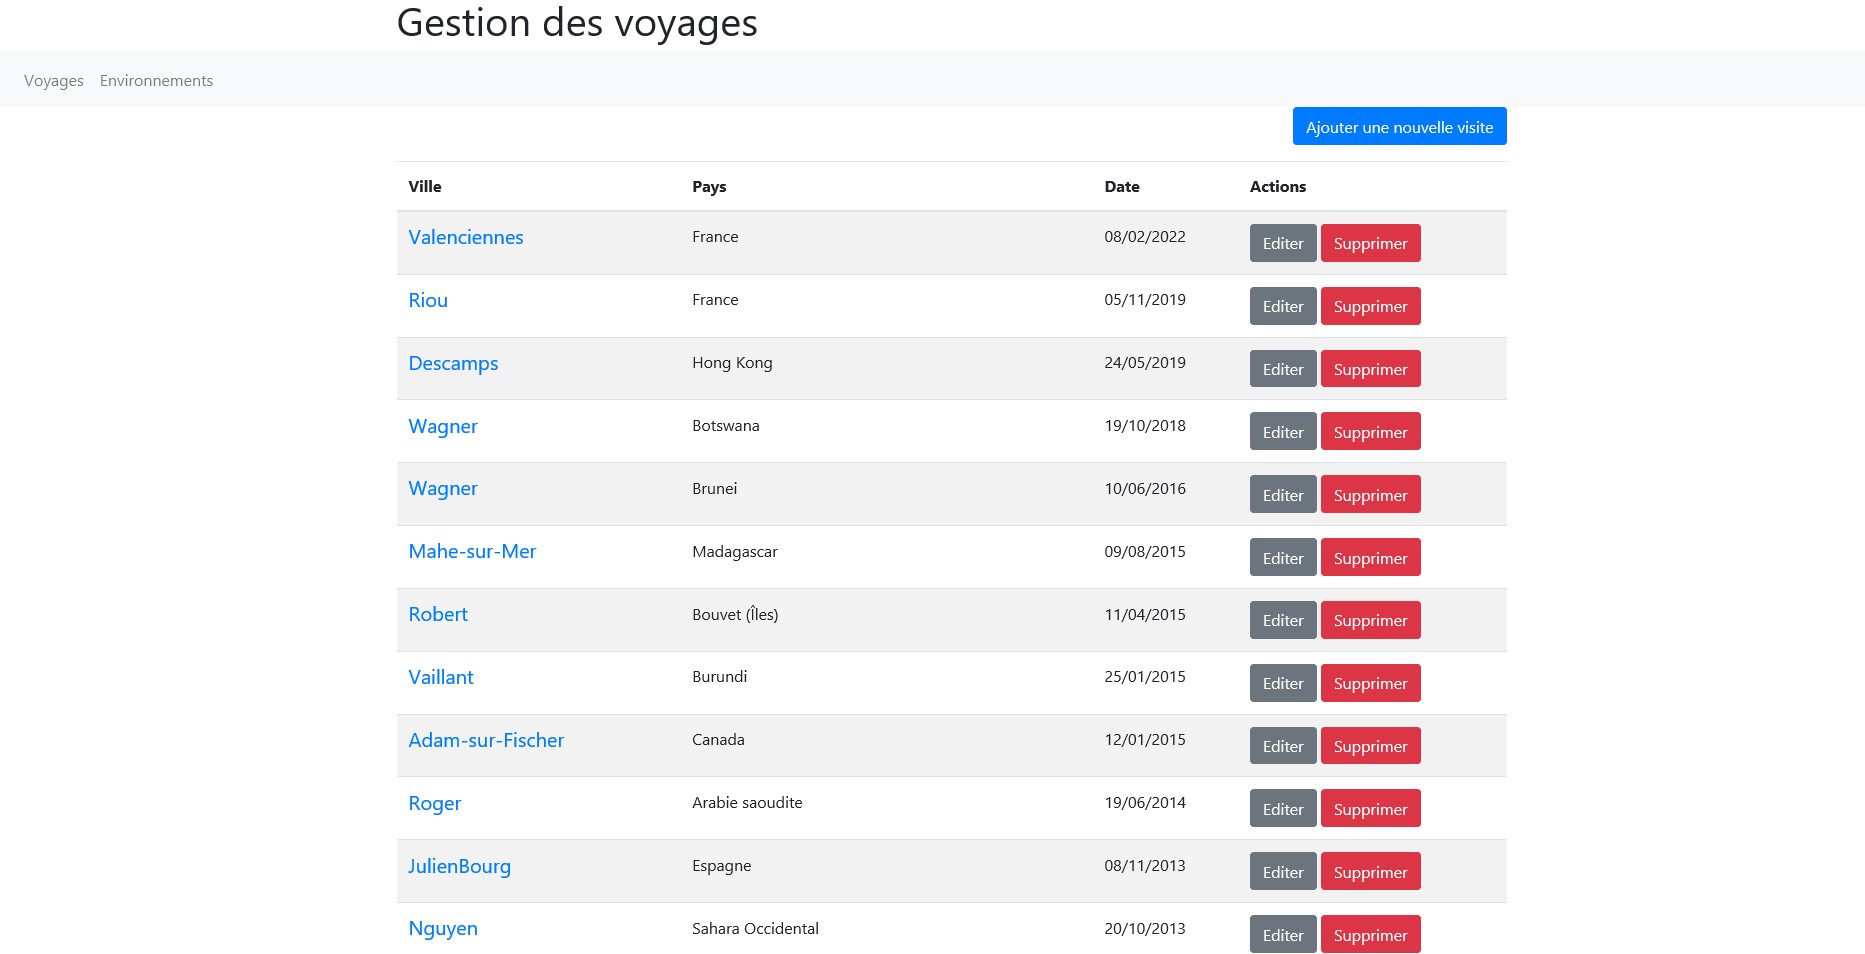 Gestion des voyages
Voyages Environnements
Ajouter une nouvelle visite
Ville Pays Date Actions
Valenciennes France 08/02/2022 Editer Supprimer
Riou France 05/11/2019 Editer Supprimer
Descamps Hong Kong 24/05/2019 Editer Supprimer
Wagner Botswana 19/10/2018 Editer Supprimer
Wagner Brunei 10/06/2016 Editer Supprimer
Mahe-sur-Mer Madagascar 09/08/2015 Editer Supprimer
Robert Bouvet (Îles) 11/04/2015 Editer Supprimer
Vaillant Burundi 25/01/2015 Editer Supprimer
Adam-sur-Fischer Canada 12/01/2015 Editer Supprimer
Roger Arabie saoudite 19/06/2014 Editer Supprimer
JulienBourg Espagne 08/11/2013 Editer Supprimer
Nguyen Sahara Occidental 20/10/2013 Editer Supprimer